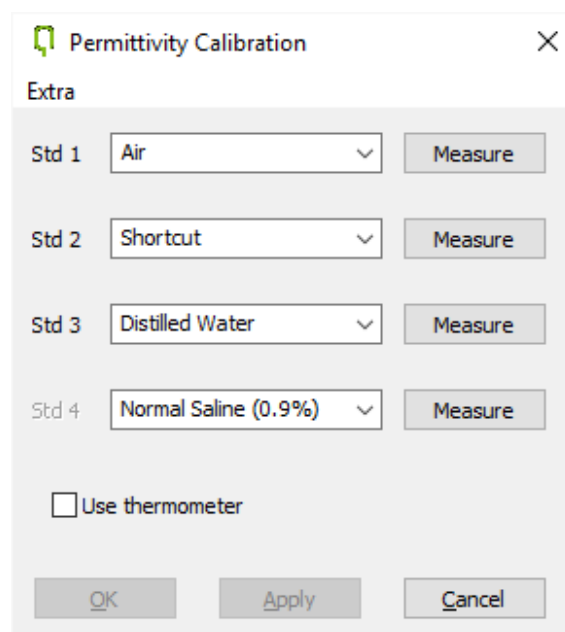 Permittivity Calibration
Extra
Std 1 Air Measure
Std 2 Shortcut Measure
Std 3 Distilled Water Measure
Std 4 Normal Saline (0.9%) Measure
Use thermometer
OK Apply Cancel